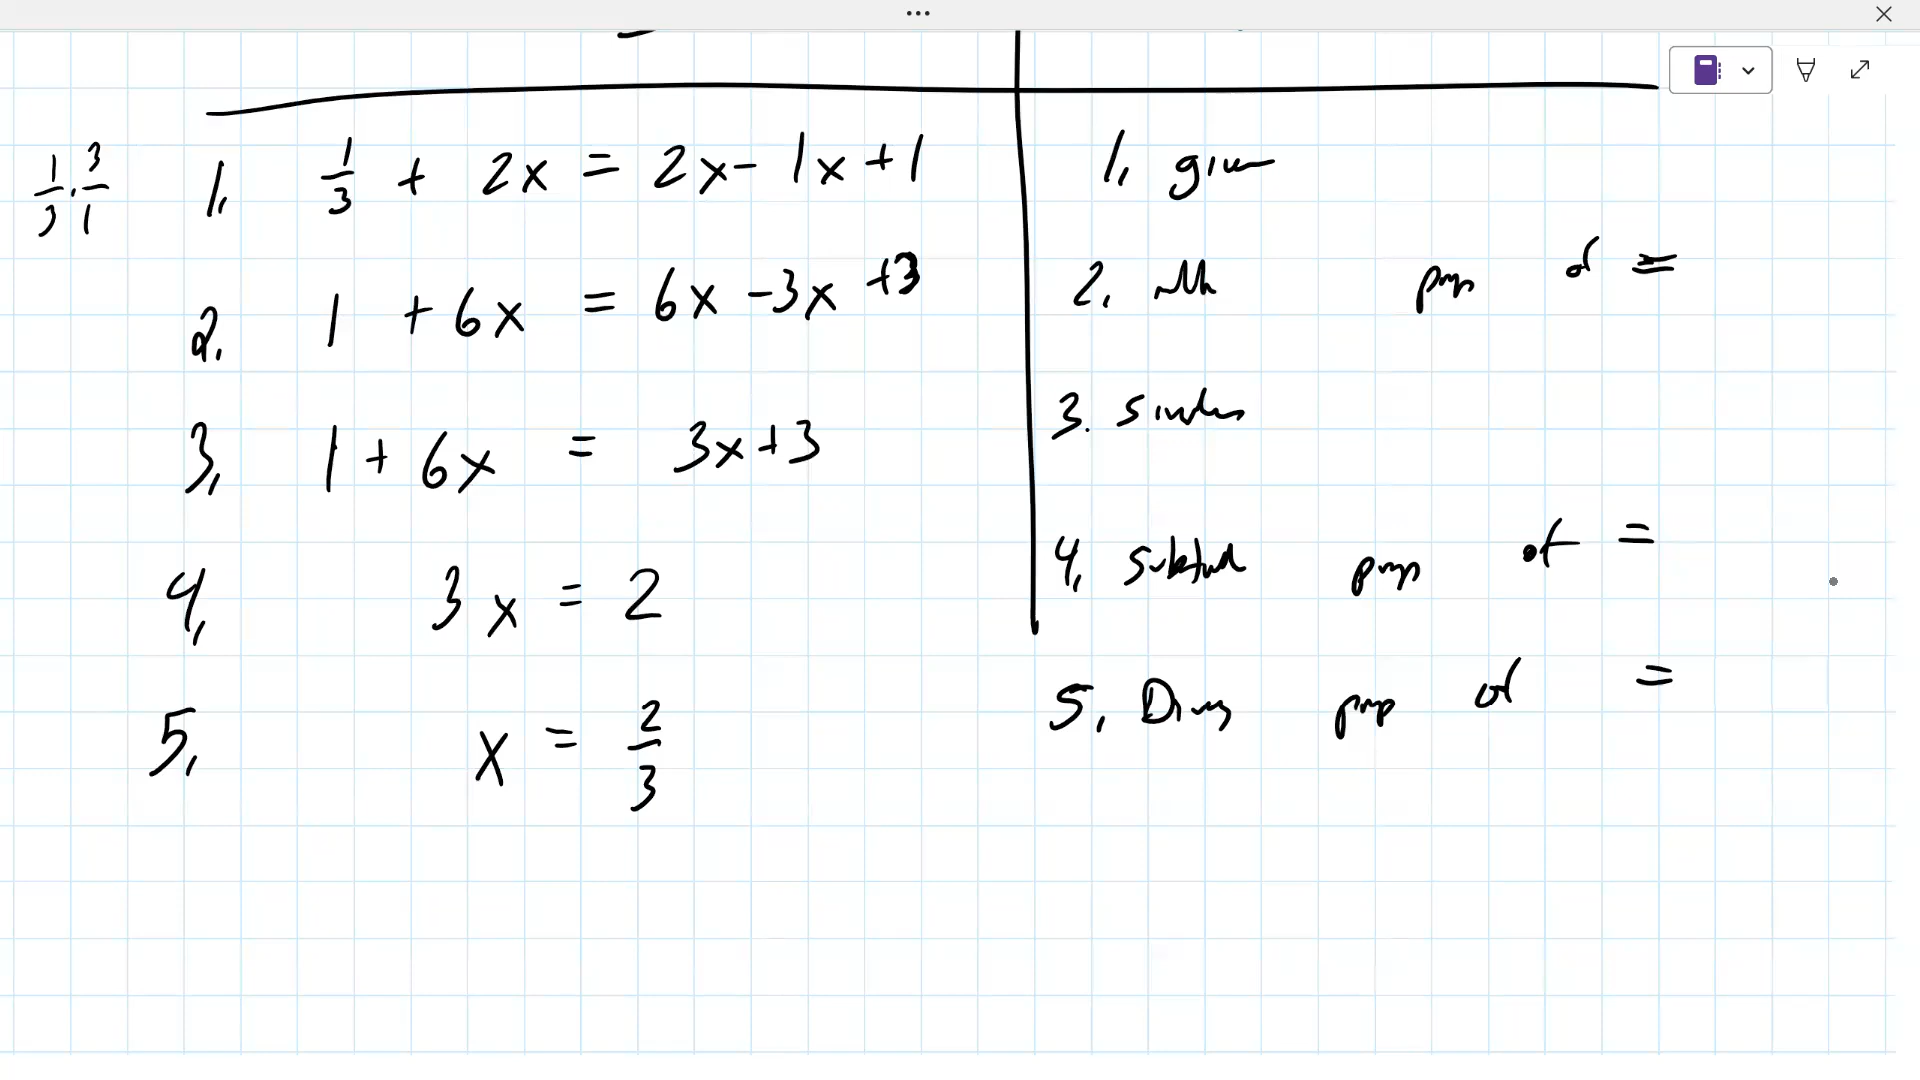 1/3 · 3/1
1. 1/3 + 2x = 2x - 1x + 1
1. given
2. 1 + 6x = 6x - 3x + 3
2. prop of =
3. 1 + 6x = 3x + 3
3.
4. 3x = 2
4. prop of =
5. x = 2/3
5. prop of =